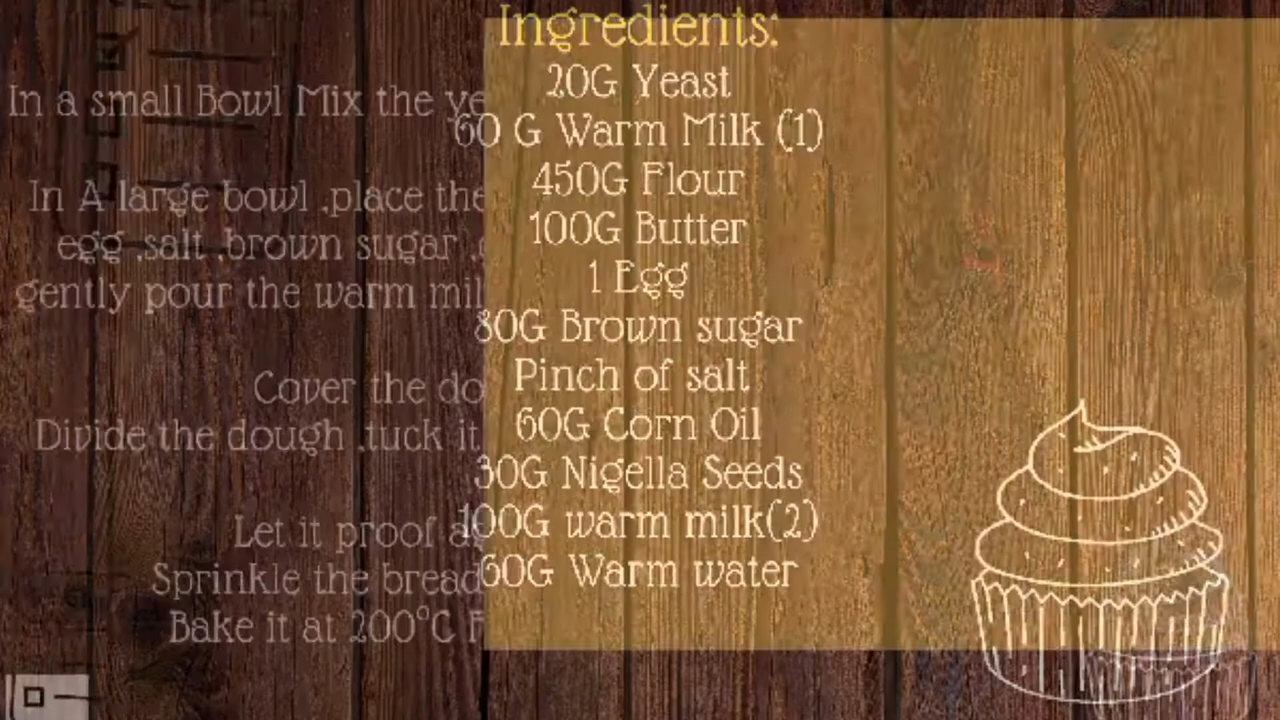 Ingredients:
20G Yeast
60 G Warm Milk (1)
450G Flour
100G Butter
1 Egg
80G Brown sugar
Pinch of salt
60G Corn Oil
30G Nigella Seeds
100G warm milk(2)
60G Warm water
In a small Bowl Mix the
In A large bowl ,place the
egg ,salt ,brown sugar ,
gently pour the warm
Cover the
Divide the dough ,tuck it
Let it proof
Sprinkle the bread
Bake it at 200°C